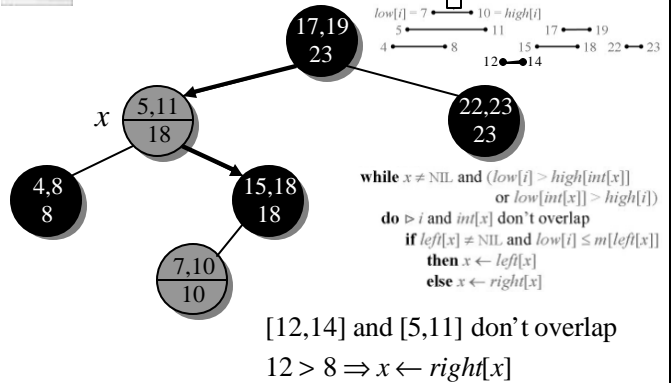 low[i] = 7 10 = high[i]
5 11 17 19
4 8 15 18 22 23
12 14
17,19
23
x 5,11
18
22,23
23
4,8
8
15,18
18
7,10
10
while x ≠ NIL and (low[i] > high[int[x]]
or low[int[x]] > high[i])
do ▹ i and int[x] don't overlap
if left[x] ≠ NIL and low[i] ≤ m[left[x]]
then x ← left[x]
else x ← right[x]
[12,14] and [5,11] don't overlap
12 > 8 ⇒ x ← right[x]